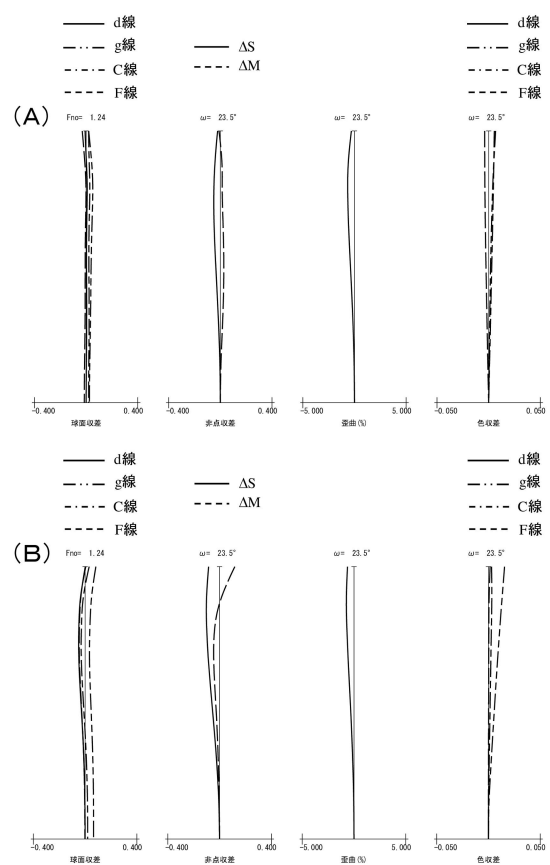 d線
g線
C線
F線
ΔS
ΔM
d線
g線
C線
F線
(A)
Fno= 1.24
ω= 23.5°
ω= 23.5°
ω= 23.5°
-0.400 0.400
球面収差
-0.400 0.400
非点収差
-5.000 5.000
歪曲(%)
-0.050 0.050
色収差
d線
g線
C線
F線
ΔS
ΔM
d線
g線
C線
F線
(B)
Fno= 1.24
ω= 23.5°
ω= 23.5°
ω= 23.5°
-0.400 0.400
球面収差
-0.400 0.400
非点収差
-5.000 5.000
歪曲(%)
-0.050 0.050
色収差